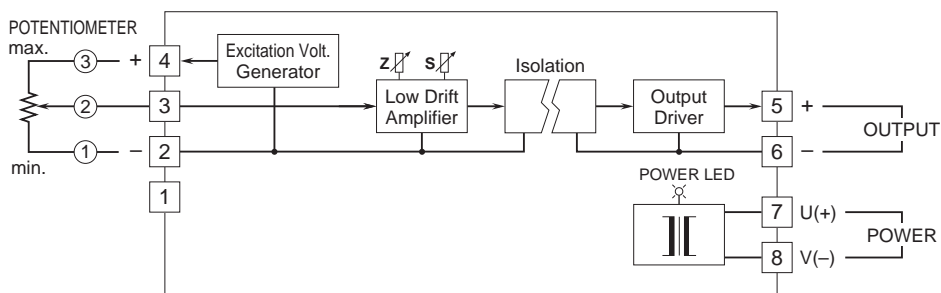 POTENTIOMETER
max.
3 + 4
Excitation Volt.
Generator
Z S
Isolation
2 3
Low Drift
Amplifier
Output
Driver
5 +
OUTPUT
1 – 2
min.
6 –
1
POWER LED
7 U(+)
POWER
8 V(–)